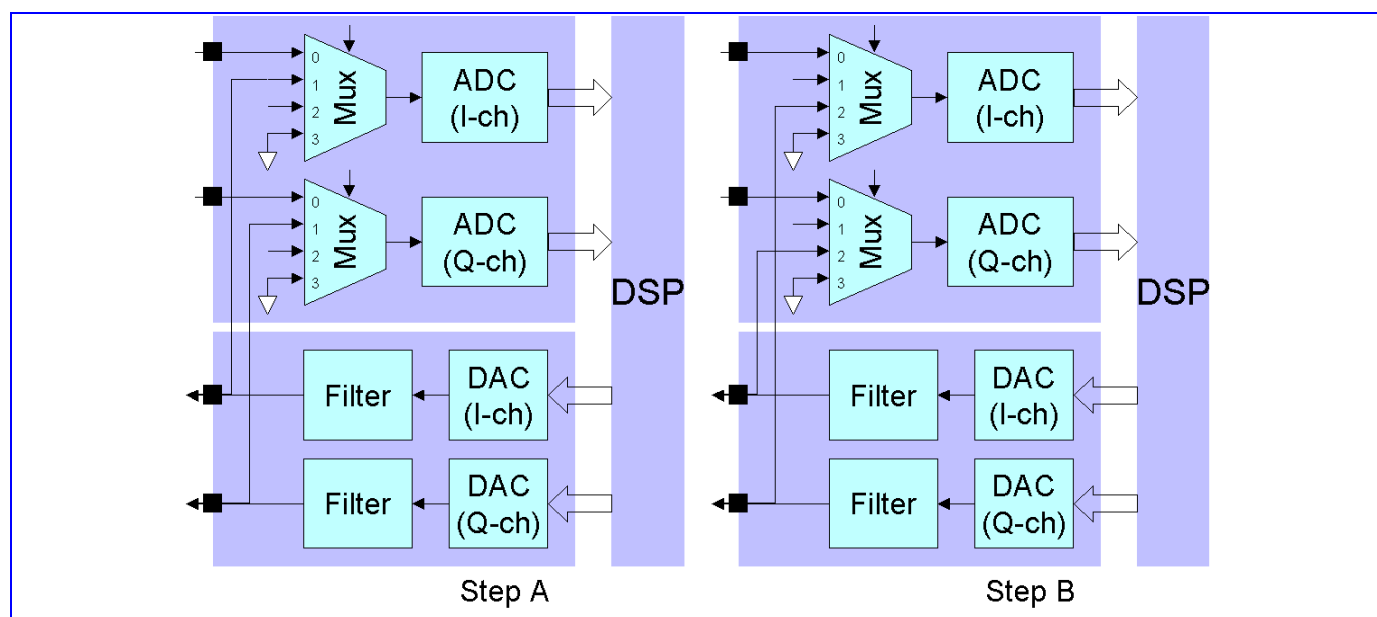 0
1
2
3
Mux
ADC
(I-ch)
0
1
2
3
Mux
ADC
(Q-ch)
DSP
Filter
DAC
(I-ch)
Filter
DAC
(Q-ch)
Step A
0
1
2
3
Mux
ADC
(I-ch)
0
1
2
3
Mux
ADC
(Q-ch)
DSP
Filter
DAC
(I-ch)
Filter
DAC
(Q-ch)
Step B